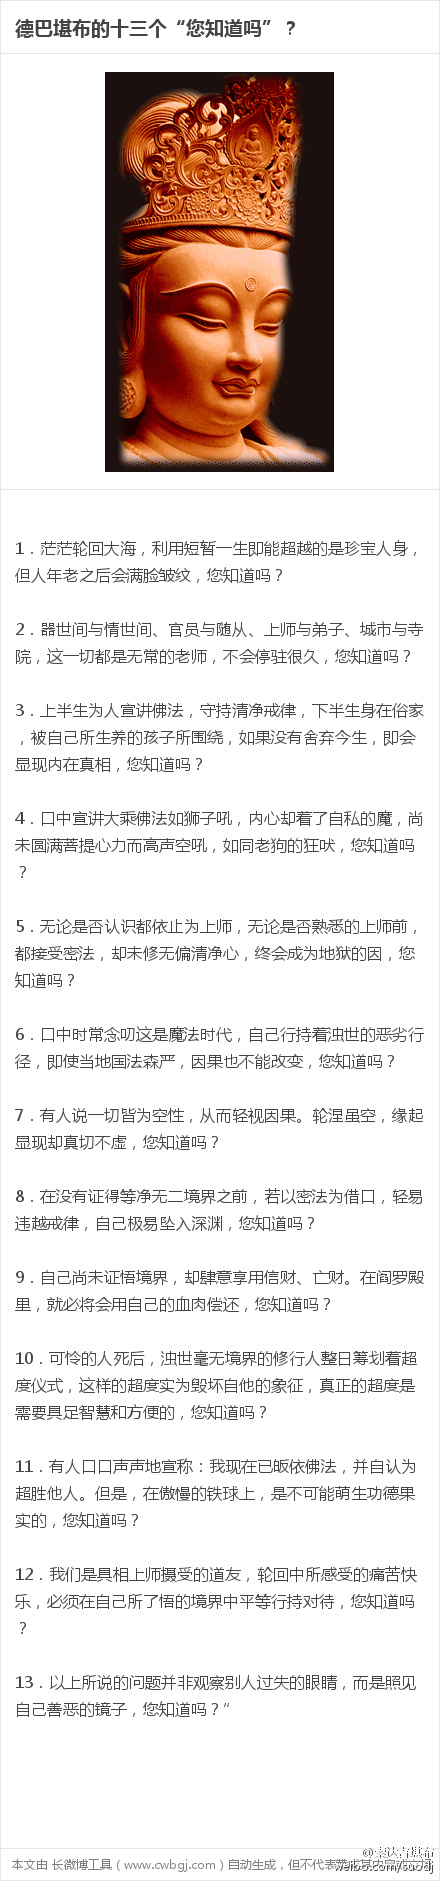 德巴堪布的十三个“您知道吗”？
1．茫茫轮回大海，利用短暂一生即能超越的是珍宝人身，
但人年老之后会满脸皱纹，您知道吗？
2．器世间与情世间、官员与随从、上师与弟子、城市与寺
院，这一切都是无常的老师，不会停驻很久，您知道吗？
3．上半生为人宣讲佛法，守持清净戒律，下半生身在俗家
，被自己所生养的孩子所围绕，如果没有舍弃今生，即会
显现内在真相，您知道吗？
4．口中宣讲大乘佛法如狮子吼，内心却着了自私的魔，尚
未圆满菩提心力而高声空吼，如同老狗的狂吠，您知道吗
？
5．无论是否认识都依止为上师，无论是否熟悉的上师前，
都接受密法，却未修无偏清净心，终会成为地狱的因，您
知道吗？
6．口中时常念叨这是魔法时代，自己行持着浊世的恶劣行
径，即使当地国法森严，因果也不能改变，您知道吗？
7．有人说一切皆为空性，从而轻视因果。轮涅虽空，缘起
显现却真切不虚，您知道吗？
8．在没有证得等净无二境界之前，若以密法为借口，轻易
违越戒律，自己极易坠入深渊，您知道吗？
9．自己尚未证悟境界，却肆意享用信财、亡财。在阎罗殿
里，就必将会用自己的血肉偿还，您知道吗？
10．可怜的人死后，浊世毫无境界的修行人整日筹划着超
度仪式，这样的超度实为毁坏自他的象征，真正的超度是
需要具足智慧和方便的，您知道吗？
11．有人口口声声地宣称：我现在已皈依佛法，并自认为
超胜他人。但是，在傲慢的铁球上，是不可能萌生功德果
实的，您知道吗？
12．我们是具相上师摄受的道友，轮回中所感受的痛苦快
乐，必须在自己所了悟的境界中平等行持对待，您知道吗
？
13．以上所说的问题并非观察别人过失的眼睛，而是照见
自己善恶的镜子，您知道吗？”
@索达吉堪布
本文由 长微博工具（www.cwbgj.com）自动生成，但不代表赞成其内容或立场
weibo.com/suodj